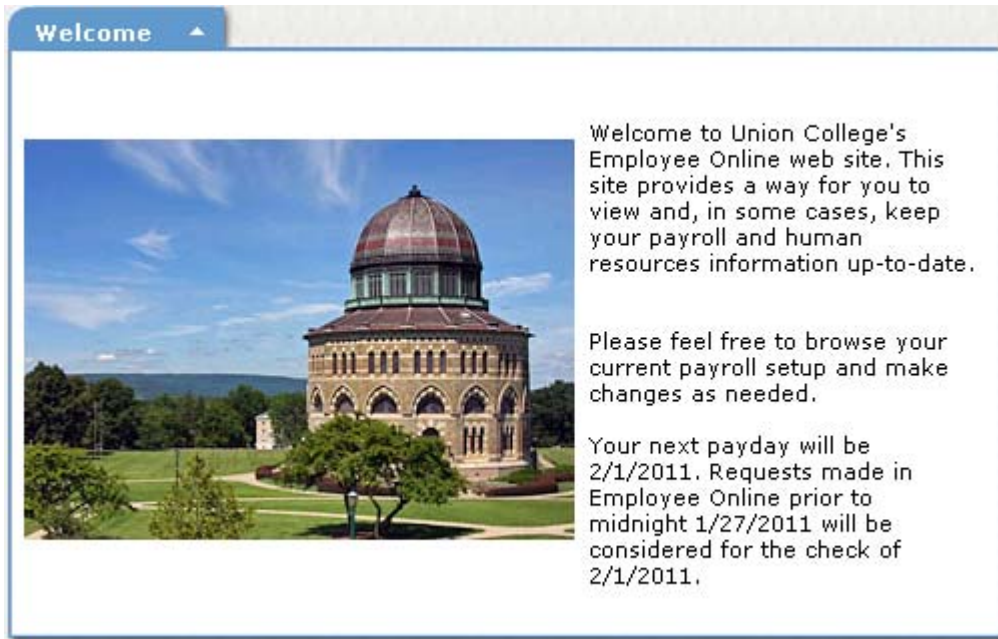 Welcome
Welcome to Union College's
Employee Online web site. This
site provides a way for you to
view and, in some cases, keep
your payroll and human
resources information up-to-date.
Please feel free to browse your
current payroll setup and make
changes as needed.
Your next payday will be
2/1/2011. Requests made in
Employee Online prior to
midnight 1/27/2011 will be
considered for the check of
2/1/2011.